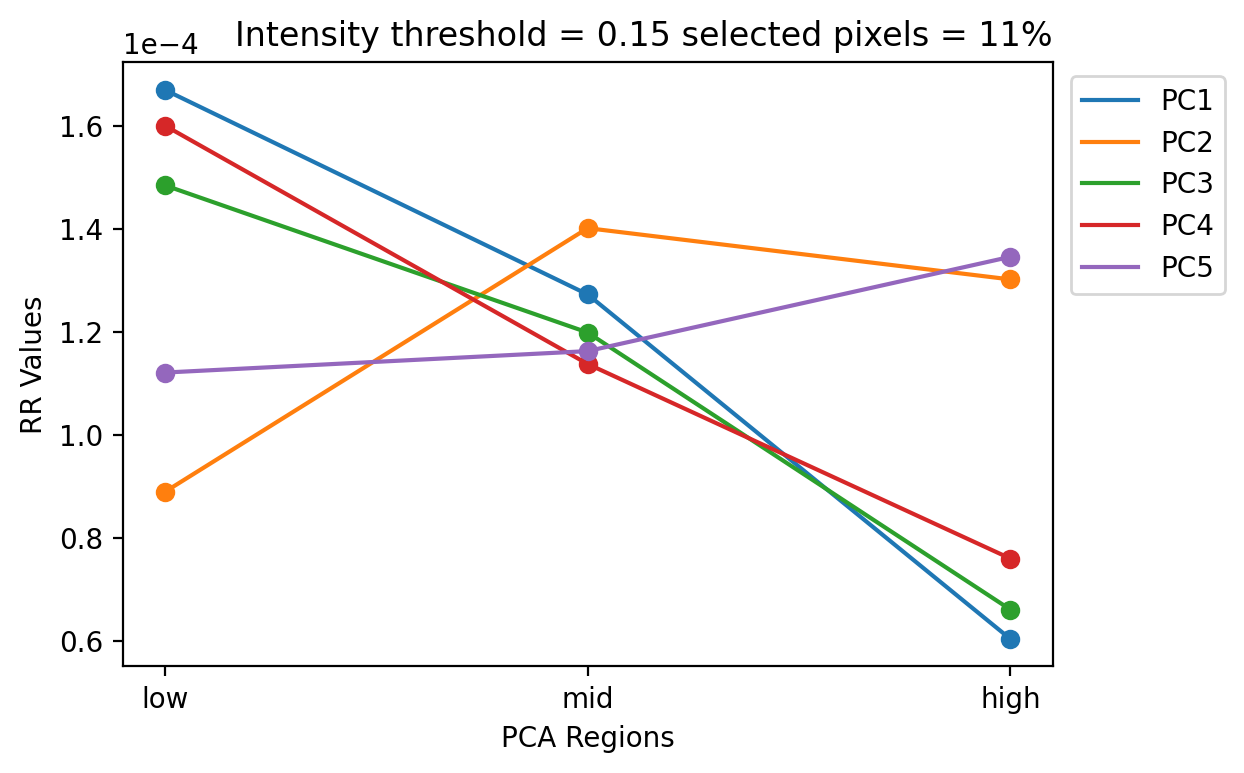 Intensity threshold = 0.15 selected pixels = 11%
1e−4
1.6
1.4
1.2
1.0
0.8
0.6
RR Values
low
mid
high
PCA Regions
PC1
PC2
PC3
PC4
PC5